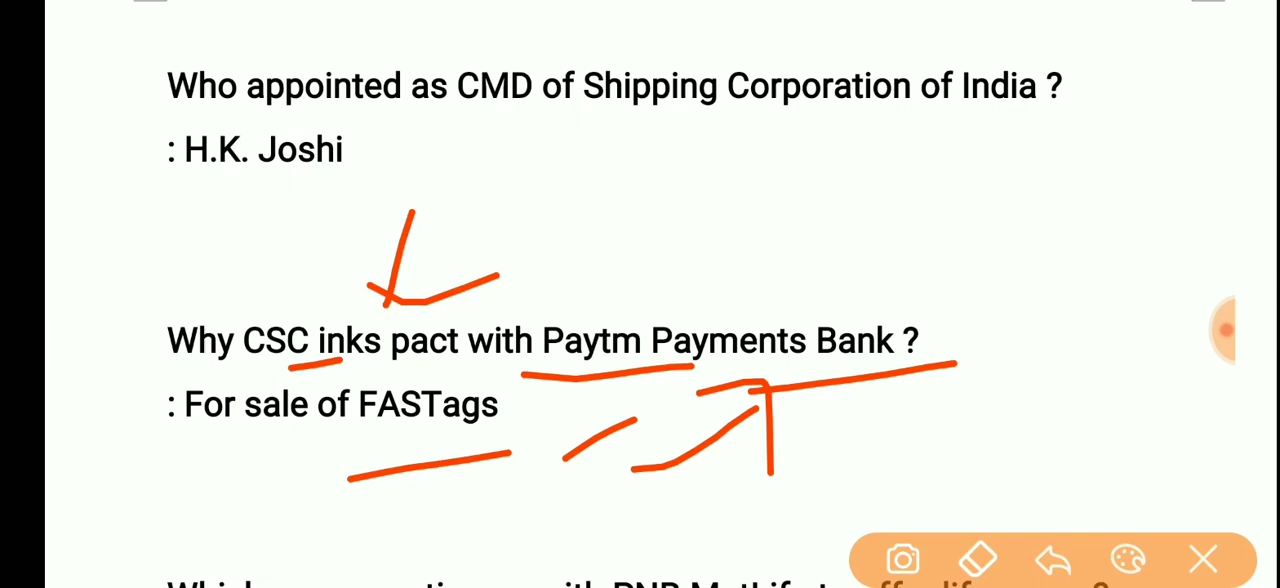 Who appointed as CMD of Shipping Corporation of India ?
: H.K. Joshi
Why CSC inks pact with Paytm Payments Bank ?
: For sale of FASTags